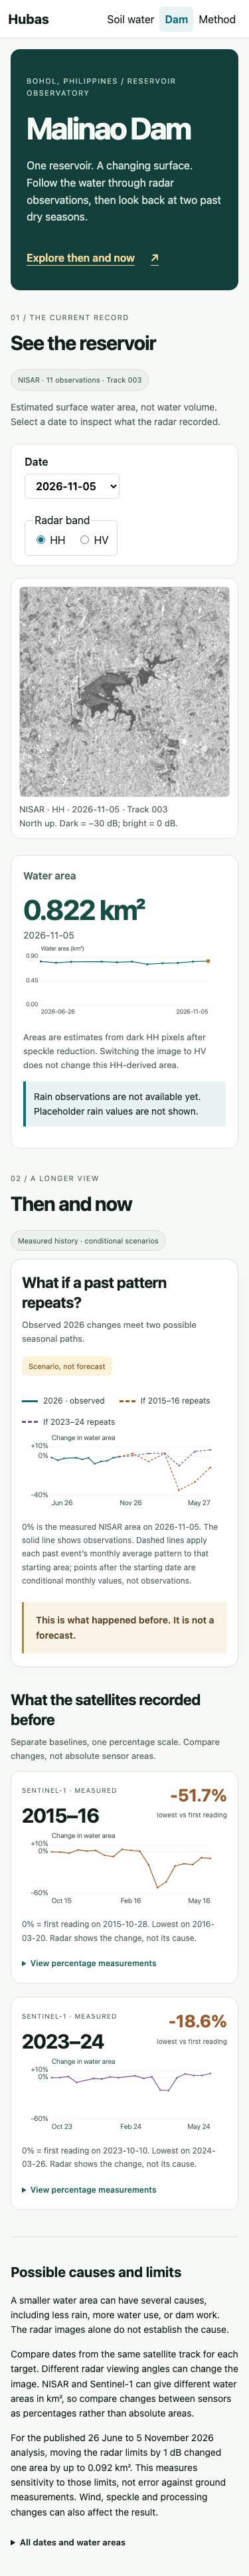 Hubas
Soil water
Dam
Method
BOHOL, PHILIPPINES / RESERVOIR
OBSERVATORY
Malinao Dam
One reservoir. A changing surface.
Follow the water through radar
observations, then look back at two past
dry seasons.
Explore then and now ↗
01 / THE CURRENT RECORD
See the reservoir
NISAR · 11 observations · Track 003
Estimated surface water area, not water volume.
Select a date to inspect what the radar recorded.
Date
2026-11-05
Radar band
HH
HV
NISAR · HH · 2026-11-05 · Track 003
North up. Dark = −30 dB; bright = 0 dB.
Water area
0.822 km²
2026-11-05
Water area (km²)
0.90
0.45
0.00
2026-06-26
2026-11-05
Areas are estimates from dark HH pixels after
speckle reduction. Switching the image to HV
does not change this HH-derived area.
Rain observations are not available yet.
Placeholder rain values are not shown.
02 / A LONGER VIEW
Then and now
Measured history · conditional scenarios
What if a past pattern
repeats?
Observed 2026 changes meet two possible
seasonal paths.
Scenario, not forecast
2026 · observed
If 2015–16 repeats
If 2023–24 repeats
Change in water area
+10%
0%
-40%
Jun 26
Nov 26
May 27
0% is the measured NISAR area on 2026-11-05. The
solid line shows observations. Dashed lines apply
each past event's monthly average pattern to that
starting area; points after the starting date are
conditional monthly values, not observations.
This is what happened before. It is not a
forecast.
What the satellites recorded
before
Separate baselines, one percentage scale. Compare
changes, not absolute sensor areas.
SENTINEL-1 · MEASURED
2015–16
-51.7%
lowest vs first reading
Change in water area
+10%
0%
-60%
Oct 15
Feb 16
May 16
0% = first reading on 2015-10-28. Lowest on 2016-
03-20. Radar shows the change, not its cause.
View percentage measurements
SENTINEL-1 · MEASURED
2023–24
-18.6%
lowest vs first reading
Change in water area
+10%
0%
-60%
Oct 23
Feb 24
May 24
0% = first reading on 2023-10-10. Lowest on 2024-
03-26. Radar shows the change, not its cause.
View percentage measurements
Possible causes and limits
A smaller water area can have several causes,
including less rain, more water use, or dam work.
The radar images alone do not establish the cause.
Compare dates from the same satellite track for each
target. Different radar viewing angles can change the
image. NISAR and Sentinel-1 can give different water
areas in km², so compare changes between sensors
as percentages rather than absolute areas.
For the published 26 June to 5 November 2026
analysis, moving the radar limits by 1 dB changed
one area by up to 0.092 km². This measures
sensitivity to those limits, not error against ground
measurements. Wind, speckle and processing
changes can also affect the result.
All dates and water areas